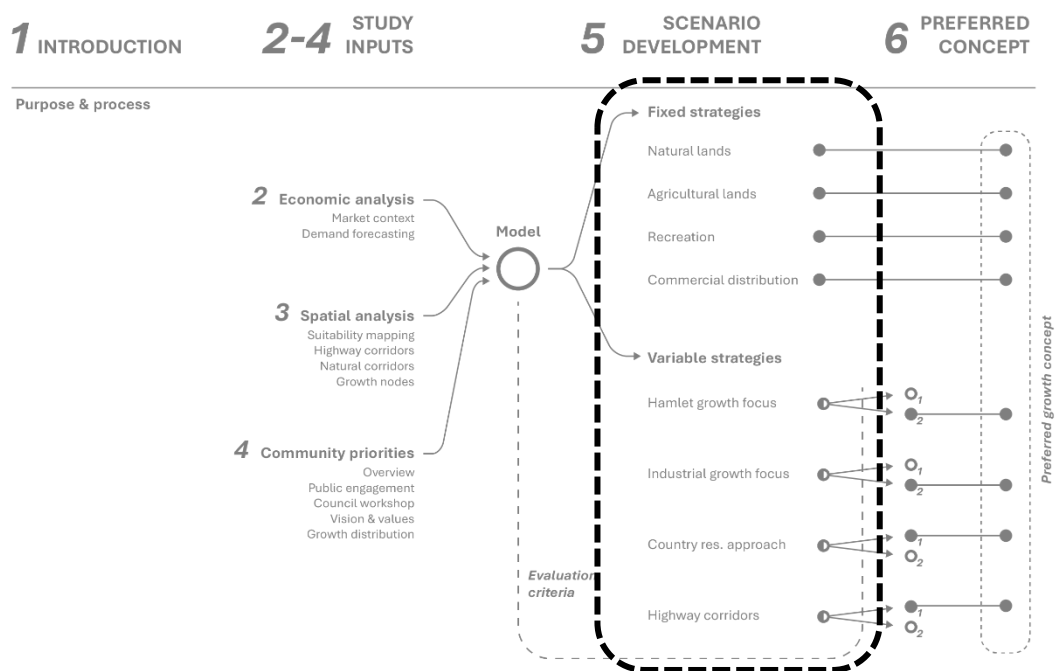 1 INTRODUCTION
2-4 STUDY
INPUTS
5 SCENARIO
DEVELOPMENT
6 PREFERRED
CONCEPT
Purpose & process
2 Economic analysis
Market context
Demand forecasting
3 Spatial analysis
Suitability mapping
Highway corridors
Natural corridors
Growth nodes
4 Community priorities
Overview
Public engagement
Council workshop
Vision & values
Growth distribution
Model
Evaluation
criteria
Fixed strategies
Natural lands
Agricultural lands
Recreation
Commercial distribution
Variable strategies
Hamlet growth focus
1
2
Industrial growth focus
1
2
Country res. approach
1
2
Highway corridors
1
2
Preferred growth concept